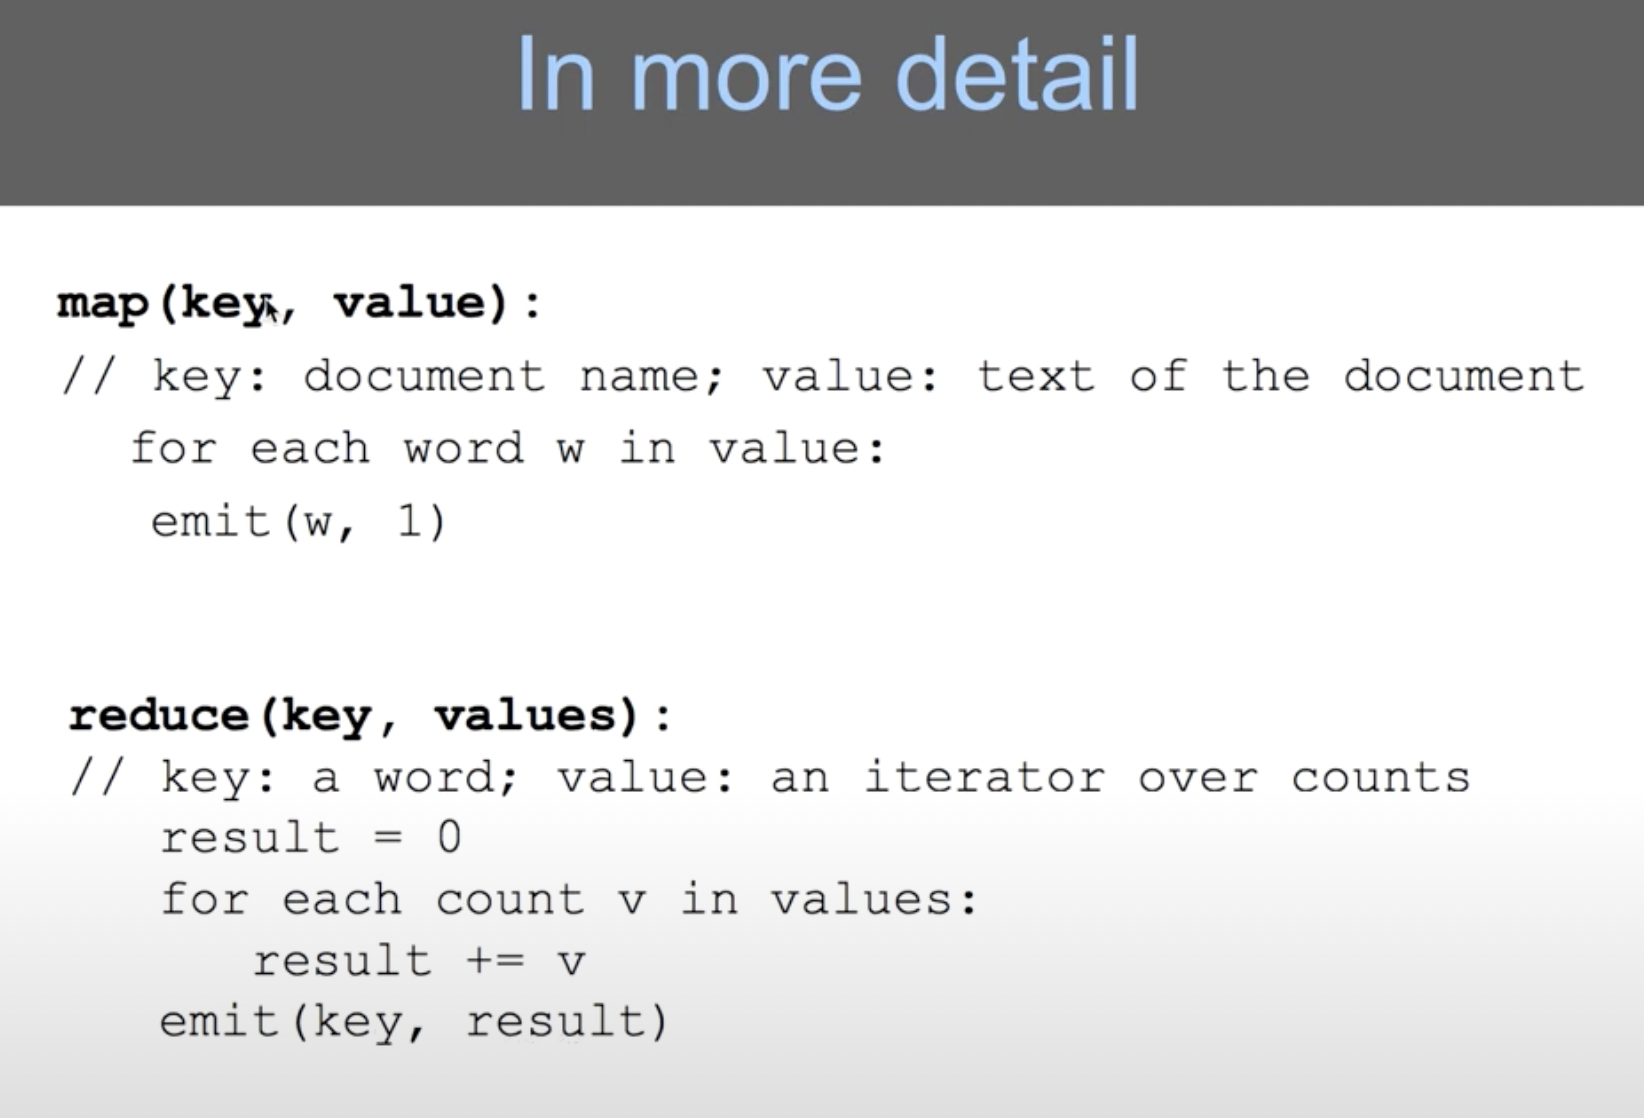 In more detail
map(key, value):
// key: document name; value: text of the document
for each word w in value:
emit(w, 1)
reduce(key, values):
// key: a word; value: an iterator over counts
result = 0
for each count v in values:
result += v
emit(key, result)